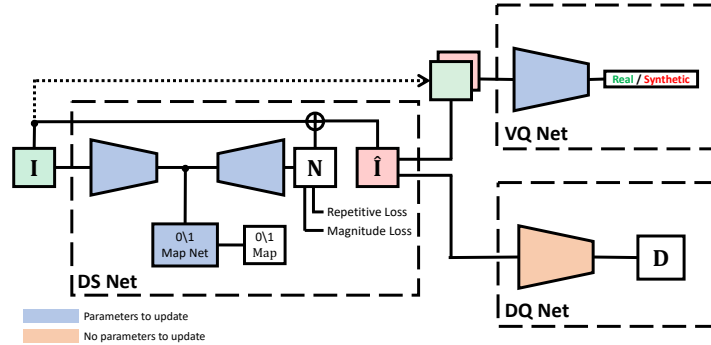 Real / Synthetic
VQ Net
I
N
Î
Repetitive Loss
Magnitude Loss
0\1
Map Net
0\1
Map
DS Net
D
DQ Net
Parameters to update
No parameters to update